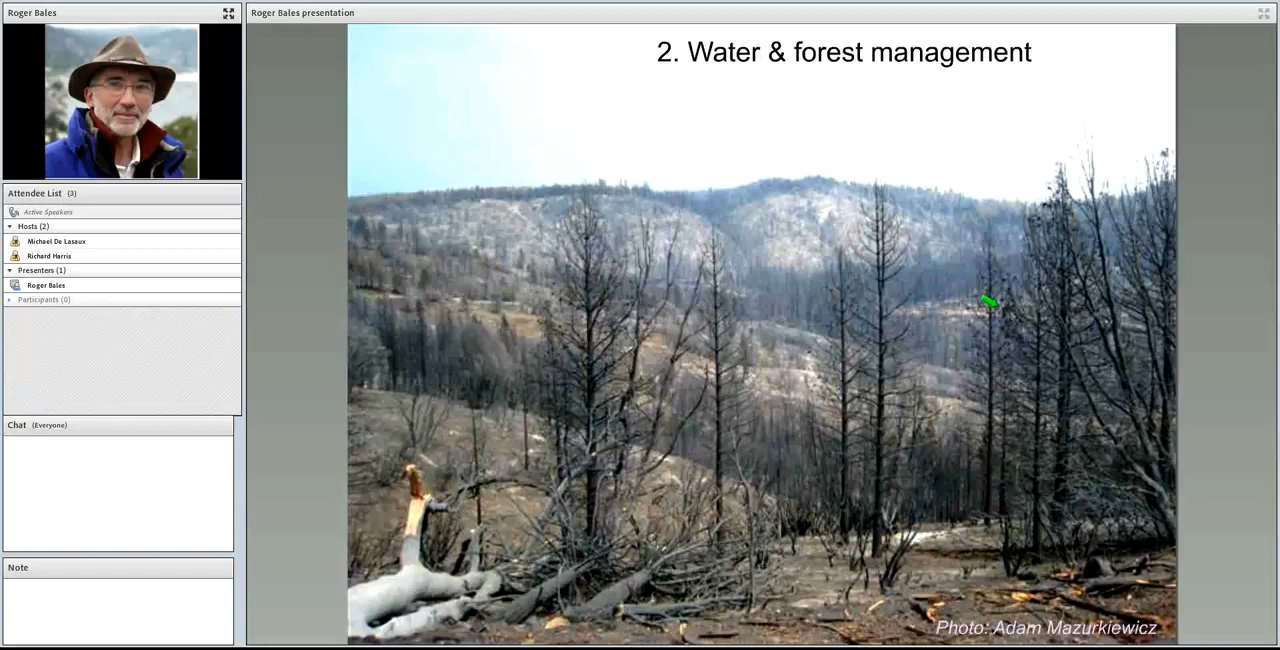 Roger Bales
Roger Bales presentation
2. Water & forest management
Attendee List (3)
Active Speakers
Hosts (2)
Michael De Lasaux
Richard Harris
Presenters (1)
Roger Bales
Participants (0)
Chat (Everyone)
Note
Photo: Adam Mazurkiewicz